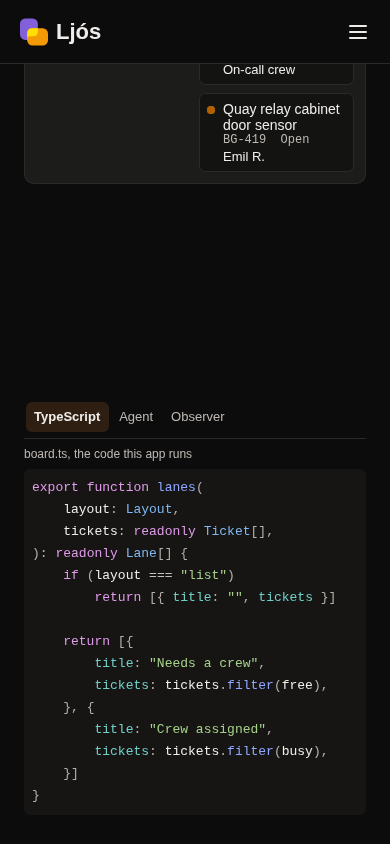 Ljós
On-call crew
Quay relay cabinet
door sensor
BG-419 Open
Emil R.
TypeScript Agent Observer
board.ts, the code this app runs
export function lanes(
    layout: Layout,
    tickets: readonly Ticket[],
): readonly Lane[] {
    if (layout === "list")
        return [{ title: "", tickets }]

    return [{
        title: "Needs a crew",
        tickets: tickets.filter(free),
    }, {
        title: "Crew assigned",
        tickets: tickets.filter(busy),
    }]
}